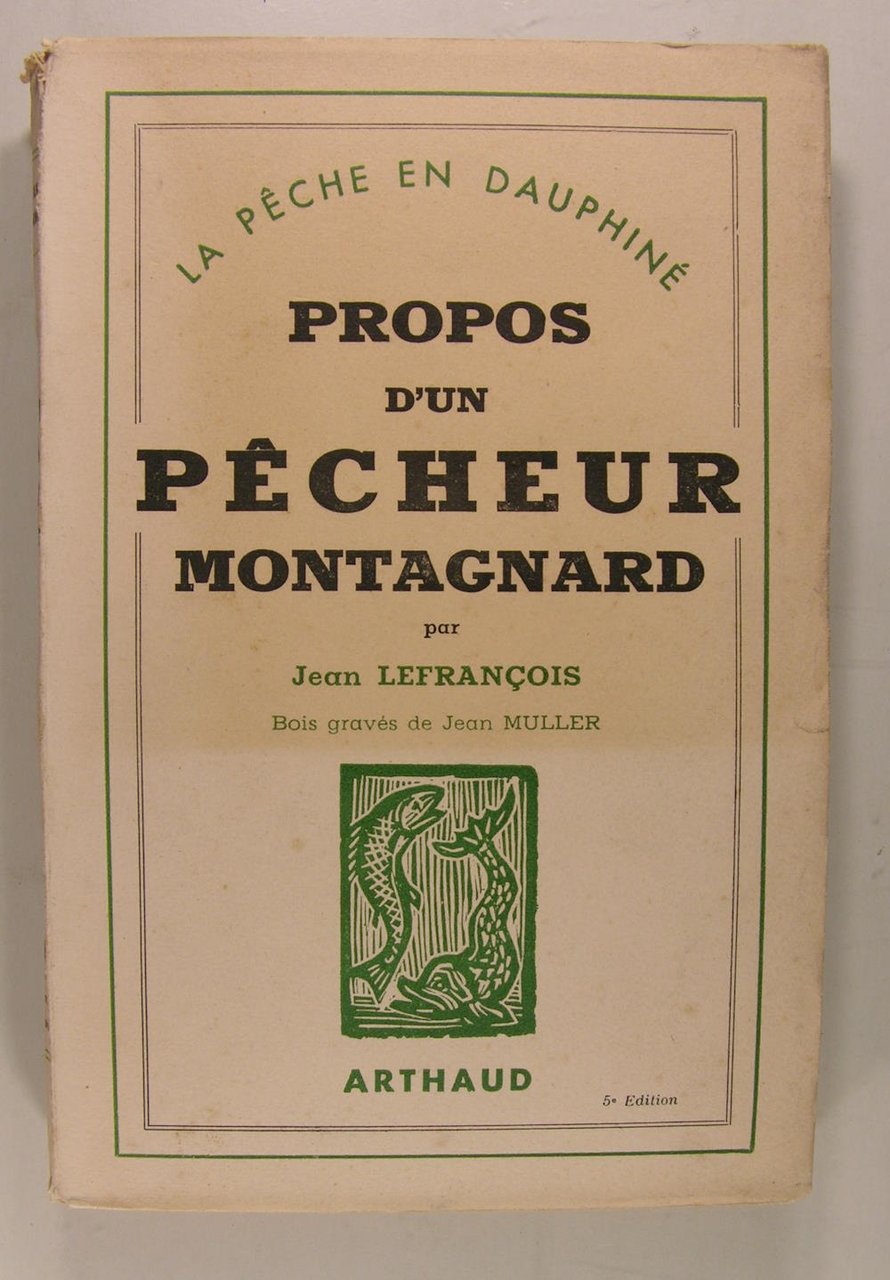 LA PÊCHE EN DAUPHINÉ
PROPOS
D'UN
PÊCHEUR
MONTAGNARD
par
Jean LEFRANÇOIS
Bois gravés de Jean MULLER
ARTHAUD
5e Edition